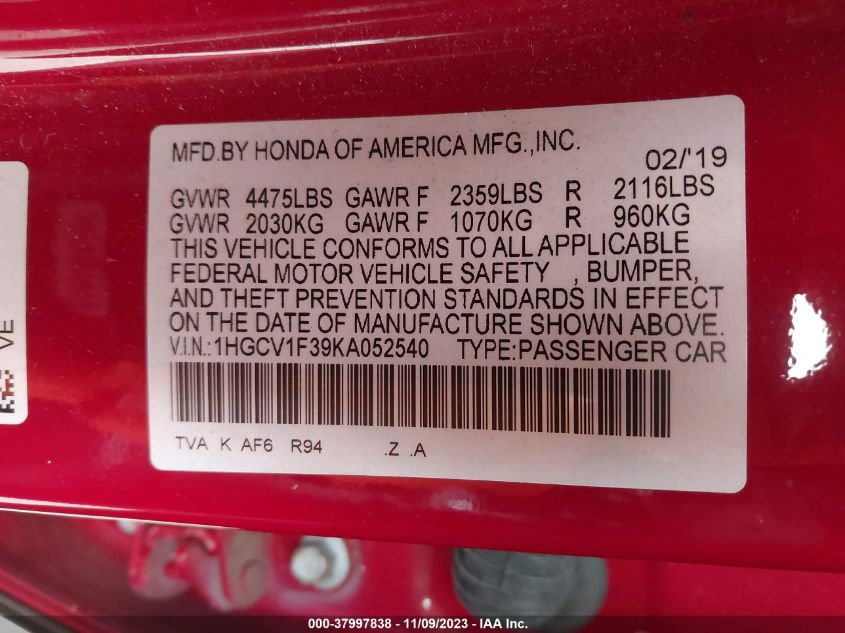 MFD.BY HONDA OF AMERICA MFG.,INC.
02/'19
GVWR 4475LBS GAWR F 2359LBS R 2116LBS
GVWR 2030KG GAWR F 1070KG R 960KG
THIS VEHICLE CONFORMS TO ALL APPLICABLE
FEDERAL MOTOR VEHICLE SAFETY , BUMPER,
AND THEFT PREVENTION STANDARDS IN EFFECT
ON THE DATE OF MANUFACTURE SHOWN ABOVE.
V.I.N.:1HGCV1F39KA052540 TYPE:PASSENGER CAR
TVA K AF6 R94 .Z .A
VE
000-37997838 - 11/09/2023 - IAA Inc.